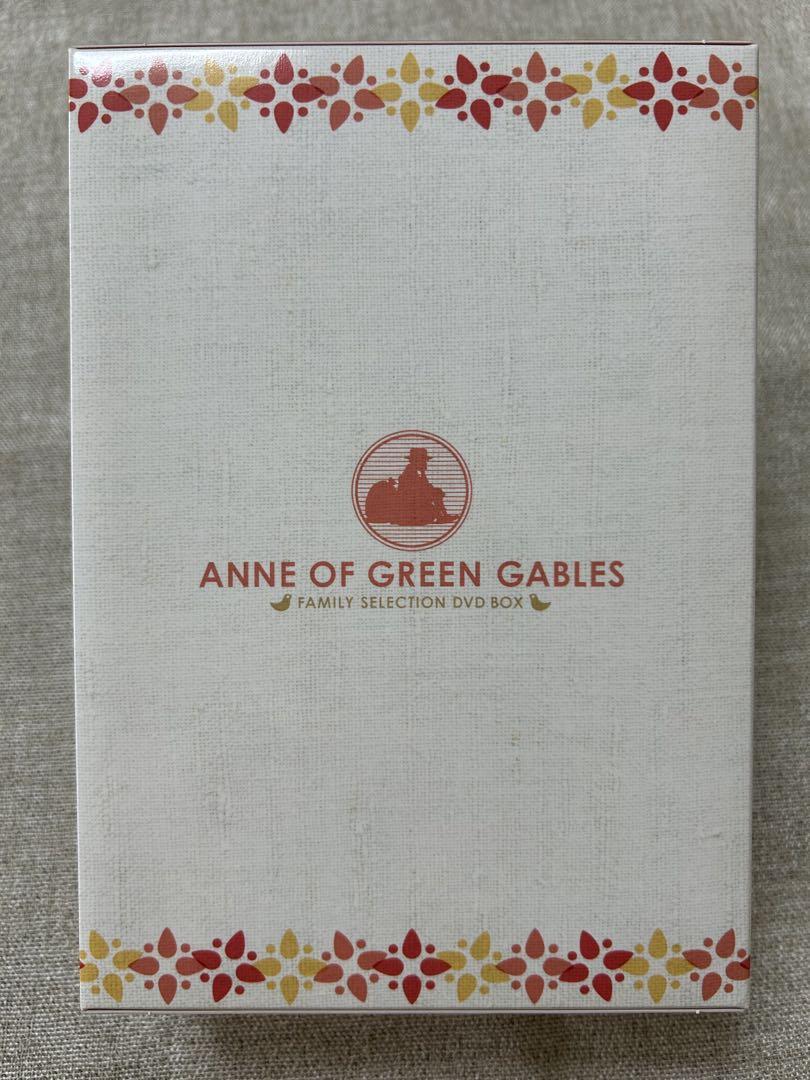 ANNE OF GREEN GABLES
FAMILY SELECTION DVD BOX